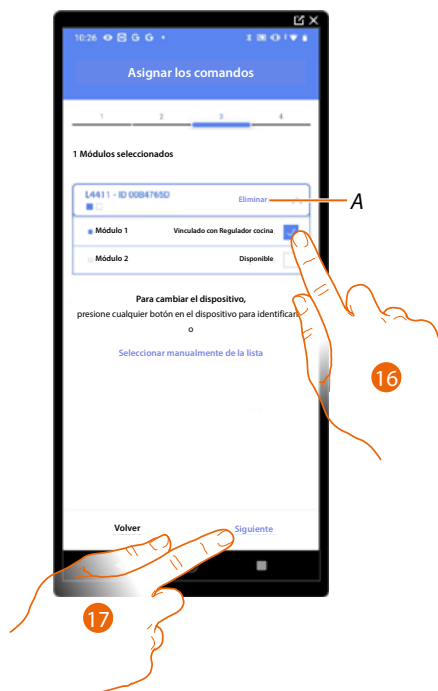 10:26 G G
Asignar los comandos
1 2 3 4
1 Módulos seleccionados
L4411 - ID 00B4765D
Eliminar
A
Módulo 1 Vinculado con Regulador cocina
Módulo 2 Disponible
Para cambiar el dispositivo,
presione cualquier botón en el dispositivo para identificar
o
Seleccionar manualmente de la lista
16
Volver Siguiente
17